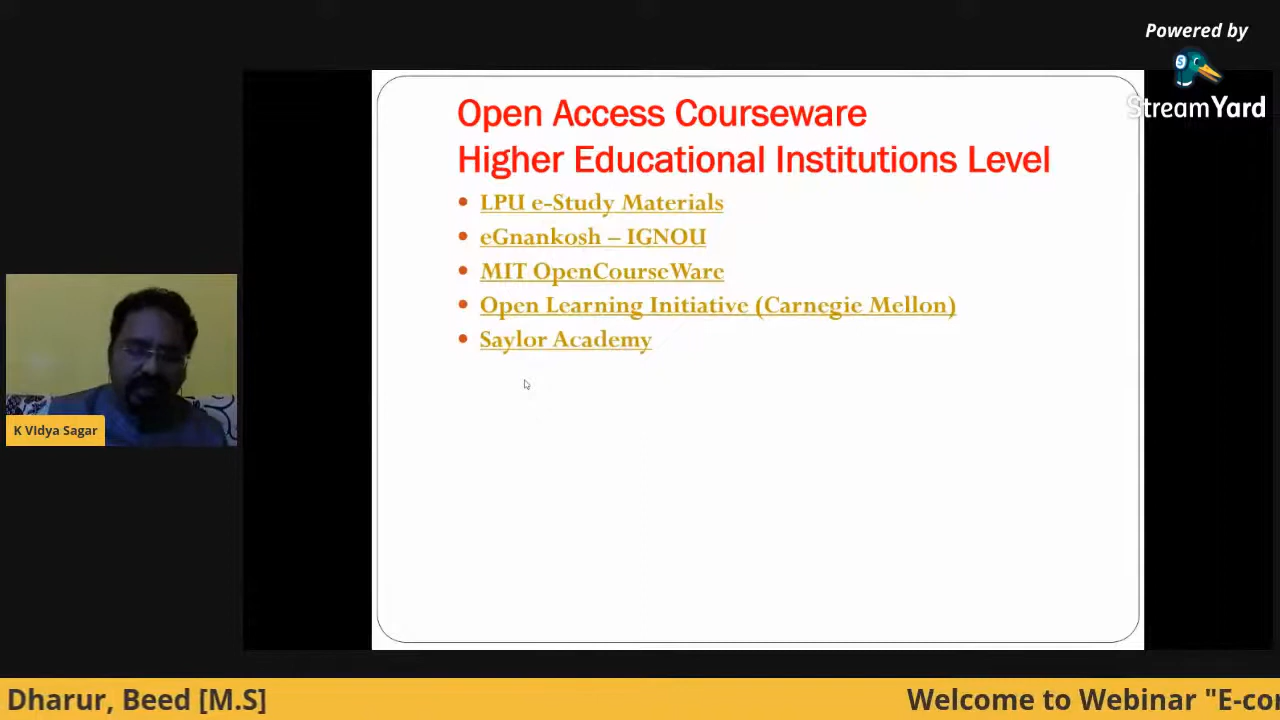 Powered by
StreamYard
Open Access Courseware
Higher Educational Institutions Level
• LPU e-Study Materials
• eGnankosh – IGNOU
• MIT OpenCourseWare
• Open Learning Initiative (Carnegie Mellon)
• Saylor Academy
K Vidya Sagar
Dharur, Beed [M.S]
Welcome to Webinar "E-con